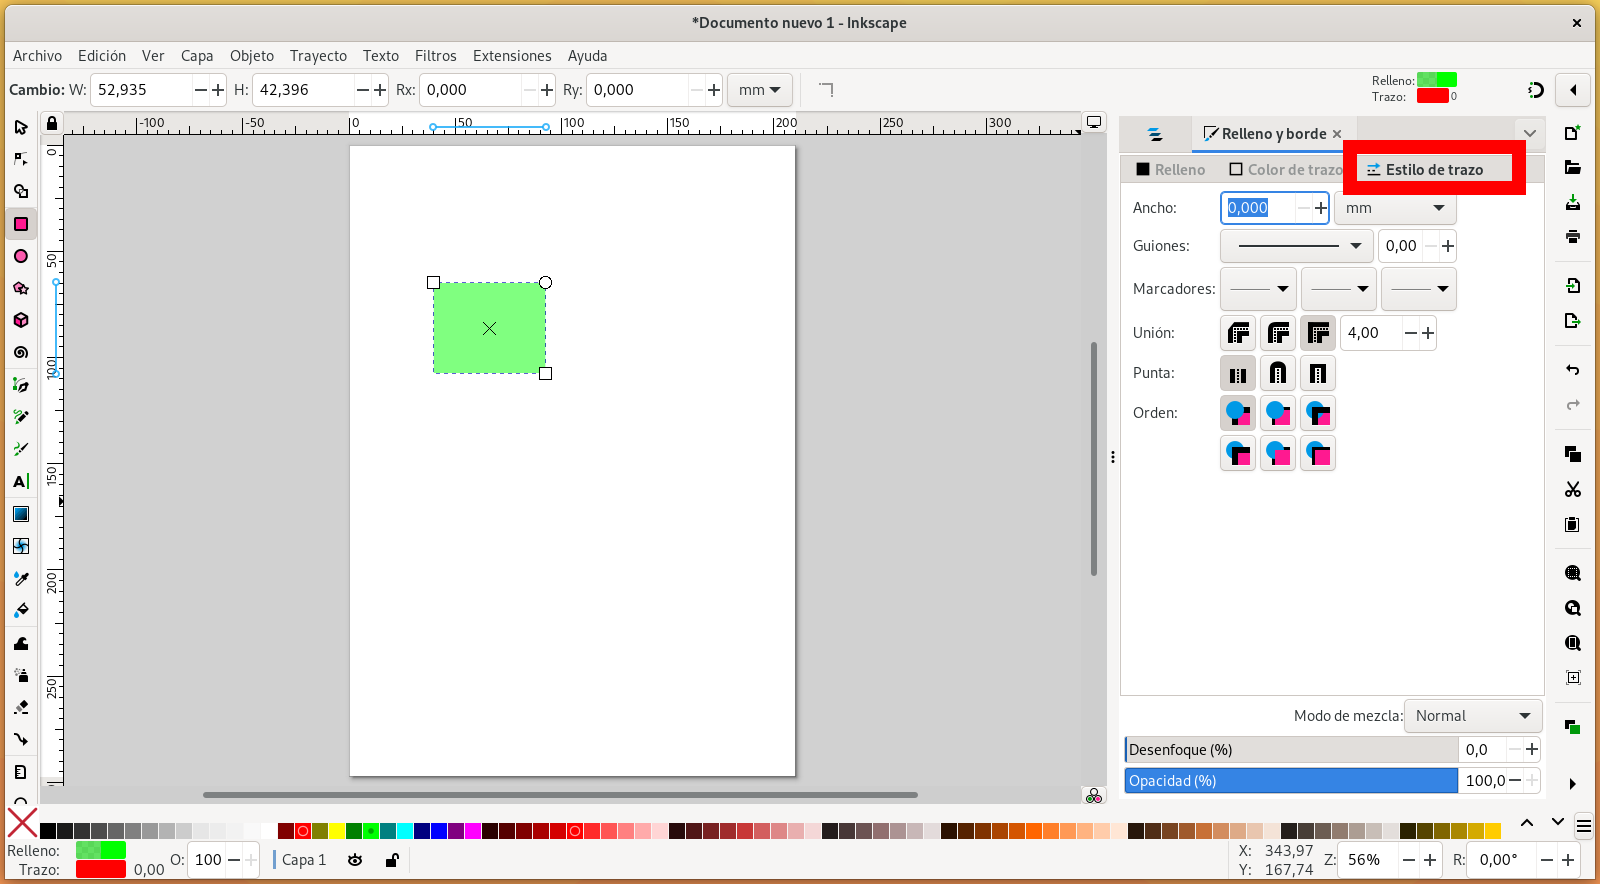 *Documento nuevo 1 - Inkscape
Archivo Edición Ver Capa Objeto Trayecto Texto Filtros Extensiones Ayuda
Cambio: W: 52,935 H: 42,396 Rx: 0,000 Ry: 0,000 mm
Relleno:
Trazo: 0
-100 -50 0 50 100 150 200 250 300
0
50
100
150
200
250
Relleno y borde
Relleno Color de trazo Estilo de trazo
Ancho: 0,000 mm
Guiones: 0,00
Marcadores:
Unión: 4,00
Punta:
Orden:
Modo de mezcla: Normal
Desenfoque (%) 0,0
Opacidad (%) 100,0
Relleno:
Trazo: 0,00
O: 100
Capa 1
X: 343,97
Y: 167,74
Z: 56%
R: 0,00°